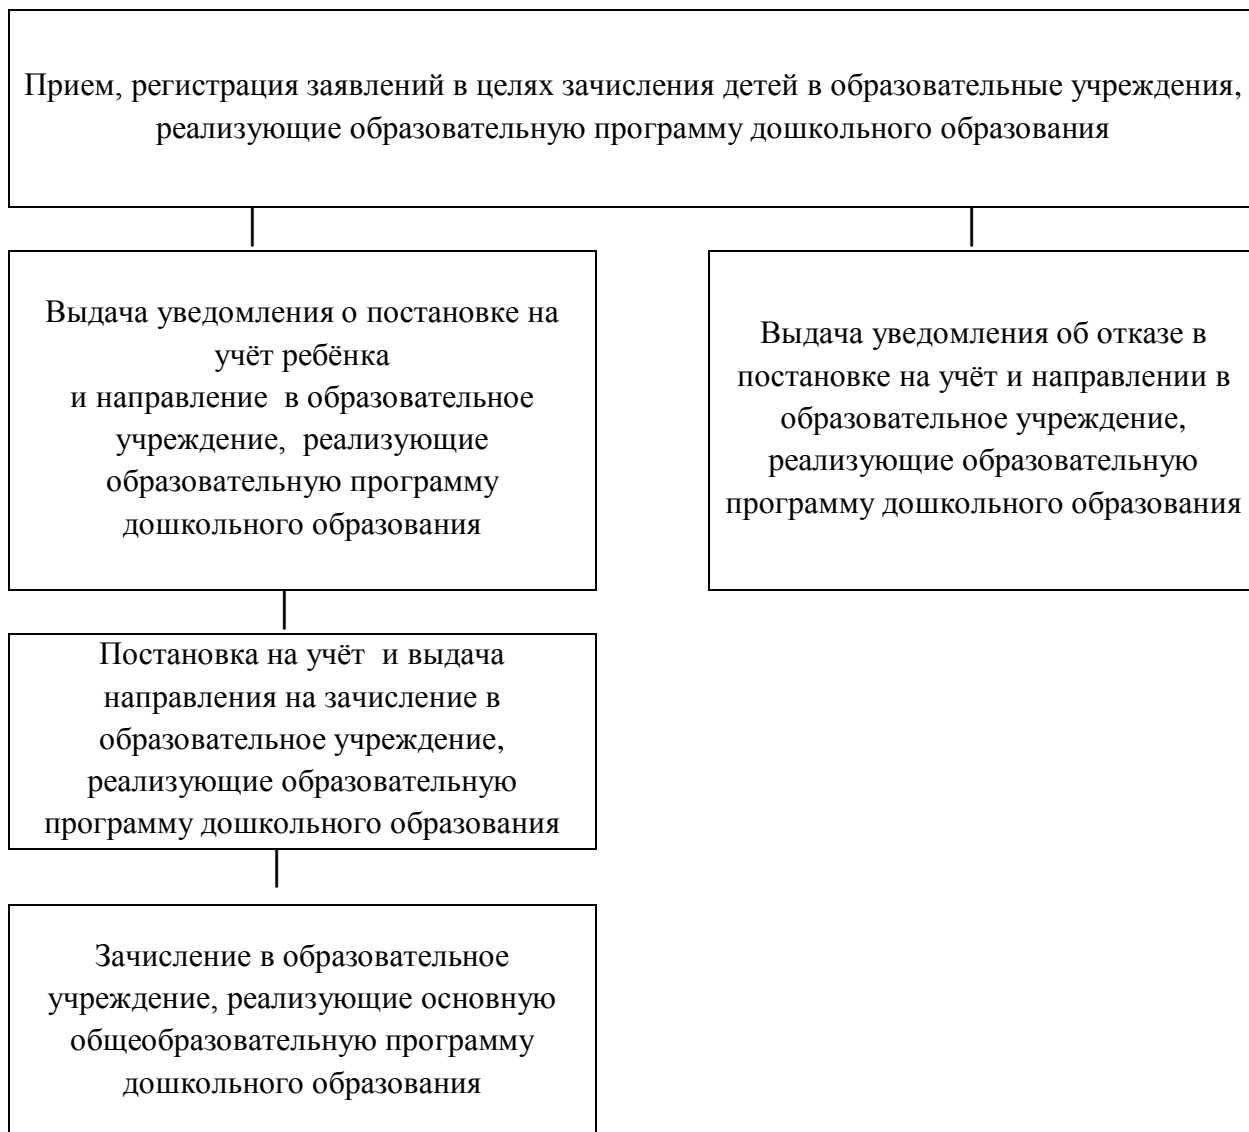 Прием, регистрация заявлений в целях зачисления детей в образовательные учреждения,
реализующие образовательную программу дошкольного образования
Выдача уведомления о постановке на
учёт ребёнка
и направление в образовательное
учреждение, реализующие
образовательную программу
дошкольного образования
Выдача уведомления об отказе в
постановке на учёт и направлении в
образовательное учреждение,
реализующие образовательную
программу дошкольного образования
Постановка на учёт и выдача
направления на зачисление в
образовательное учреждение,
реализующие образовательную
программу дошкольного образования
Зачисление в образовательное
учреждение, реализующие основную
общеобразовательную программу
дошкольного образования